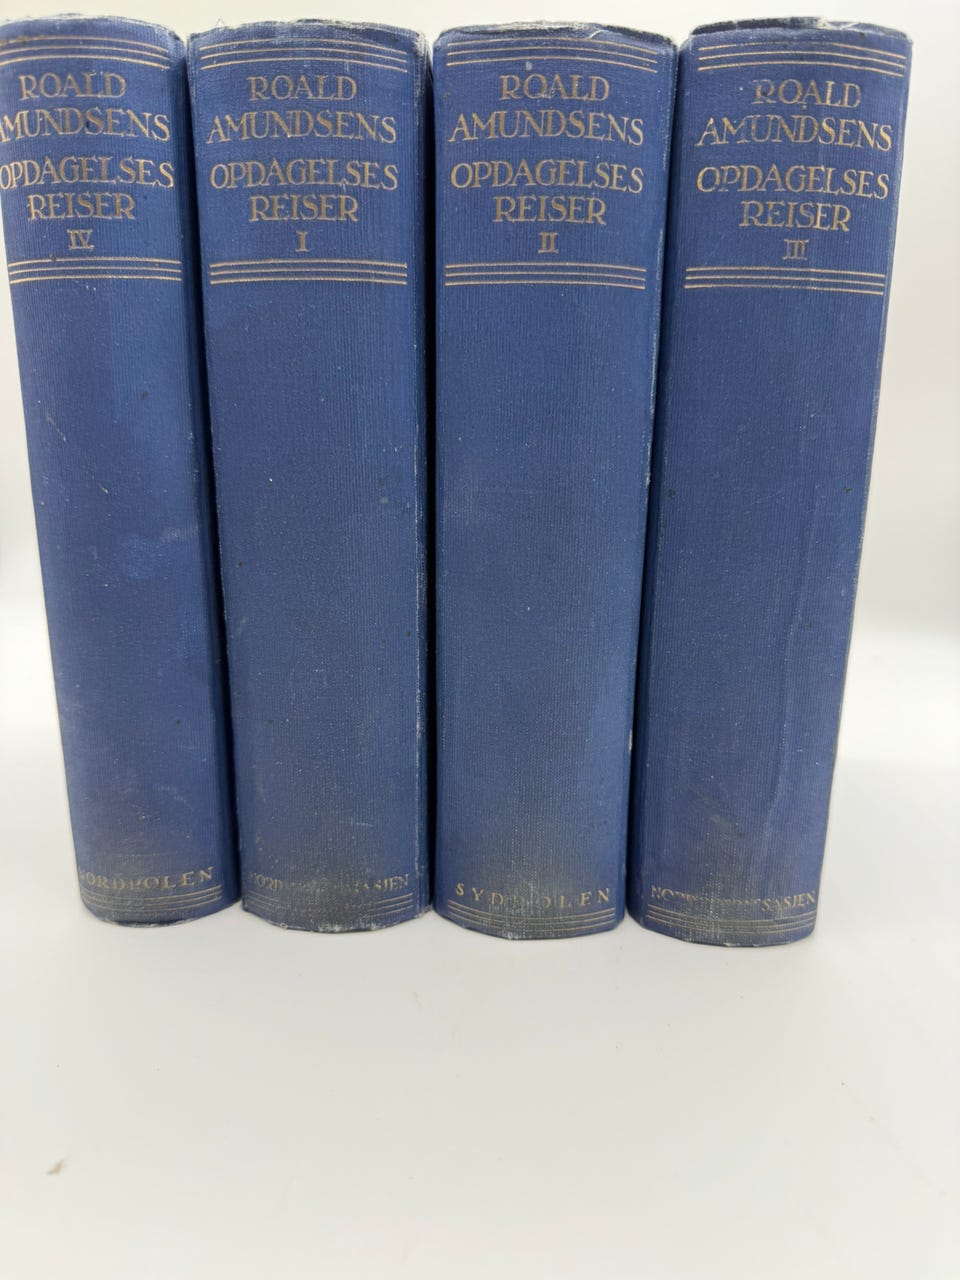 ROALD
AMUNDSENS
OPDAGELSES
REISER
IV
NORDPOLEN
ROALD
AMUNDSENS
OPDAGELSES
REISER
I
ROALD
AMUNDSENS
OPDAGELSES
REISER
II
SYDPOLEN
ROALD
AMUNDSENS
OPDAGELSES
REISER
III